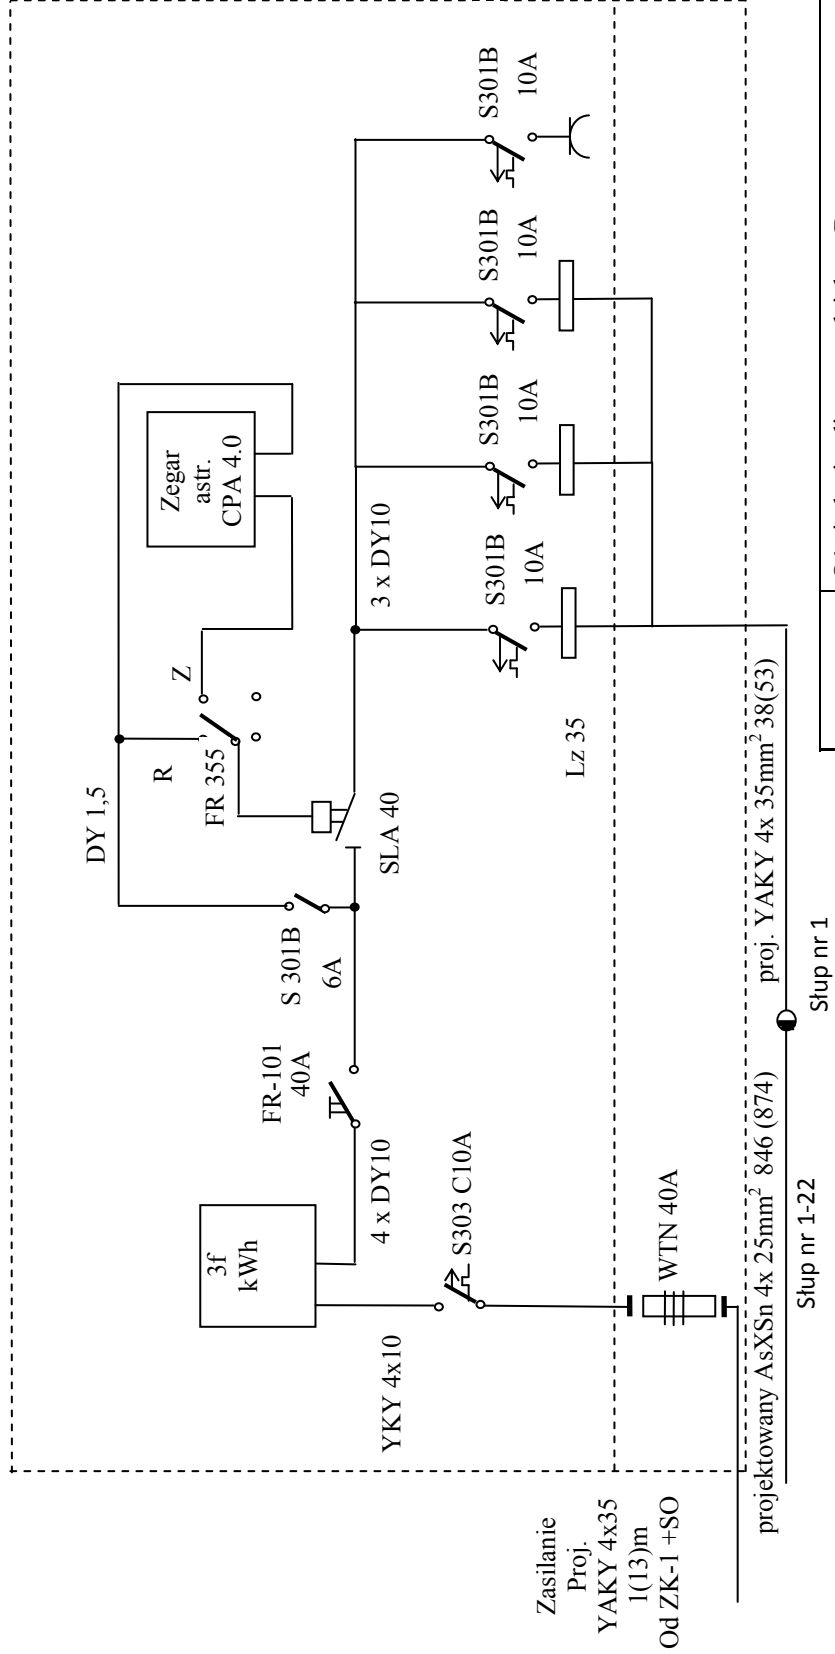 Zasilanie
Proj.
YAKY 4x35
1(13)m
Od ZK-1 +SO
3f
kWh
YKY 4x10
S303 C10A
WTN 40A
4 x DY10
FR-101
40A
S 301B
6A
DY 1,5
SLA 40
FR 355
R
Z
Zegar
astr.
CPA 4.0
3 x DY10
S301B
10A
S301B
10A
S301B
10A
S301B
10A
Lz 35
projektowany AsXSn 4x 25mm² 846 (874)
proj. YAKY 4x 35mm² 38(53)
Słup nr 1-22
Słup nr 1